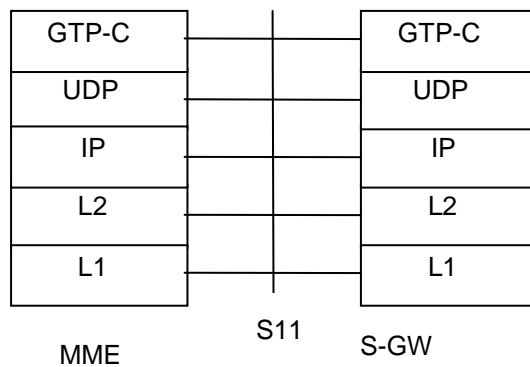 GTP-C GTP-C
UDP UDP
IP IP
L2 L2
L1 L1
S11
MME S-GW